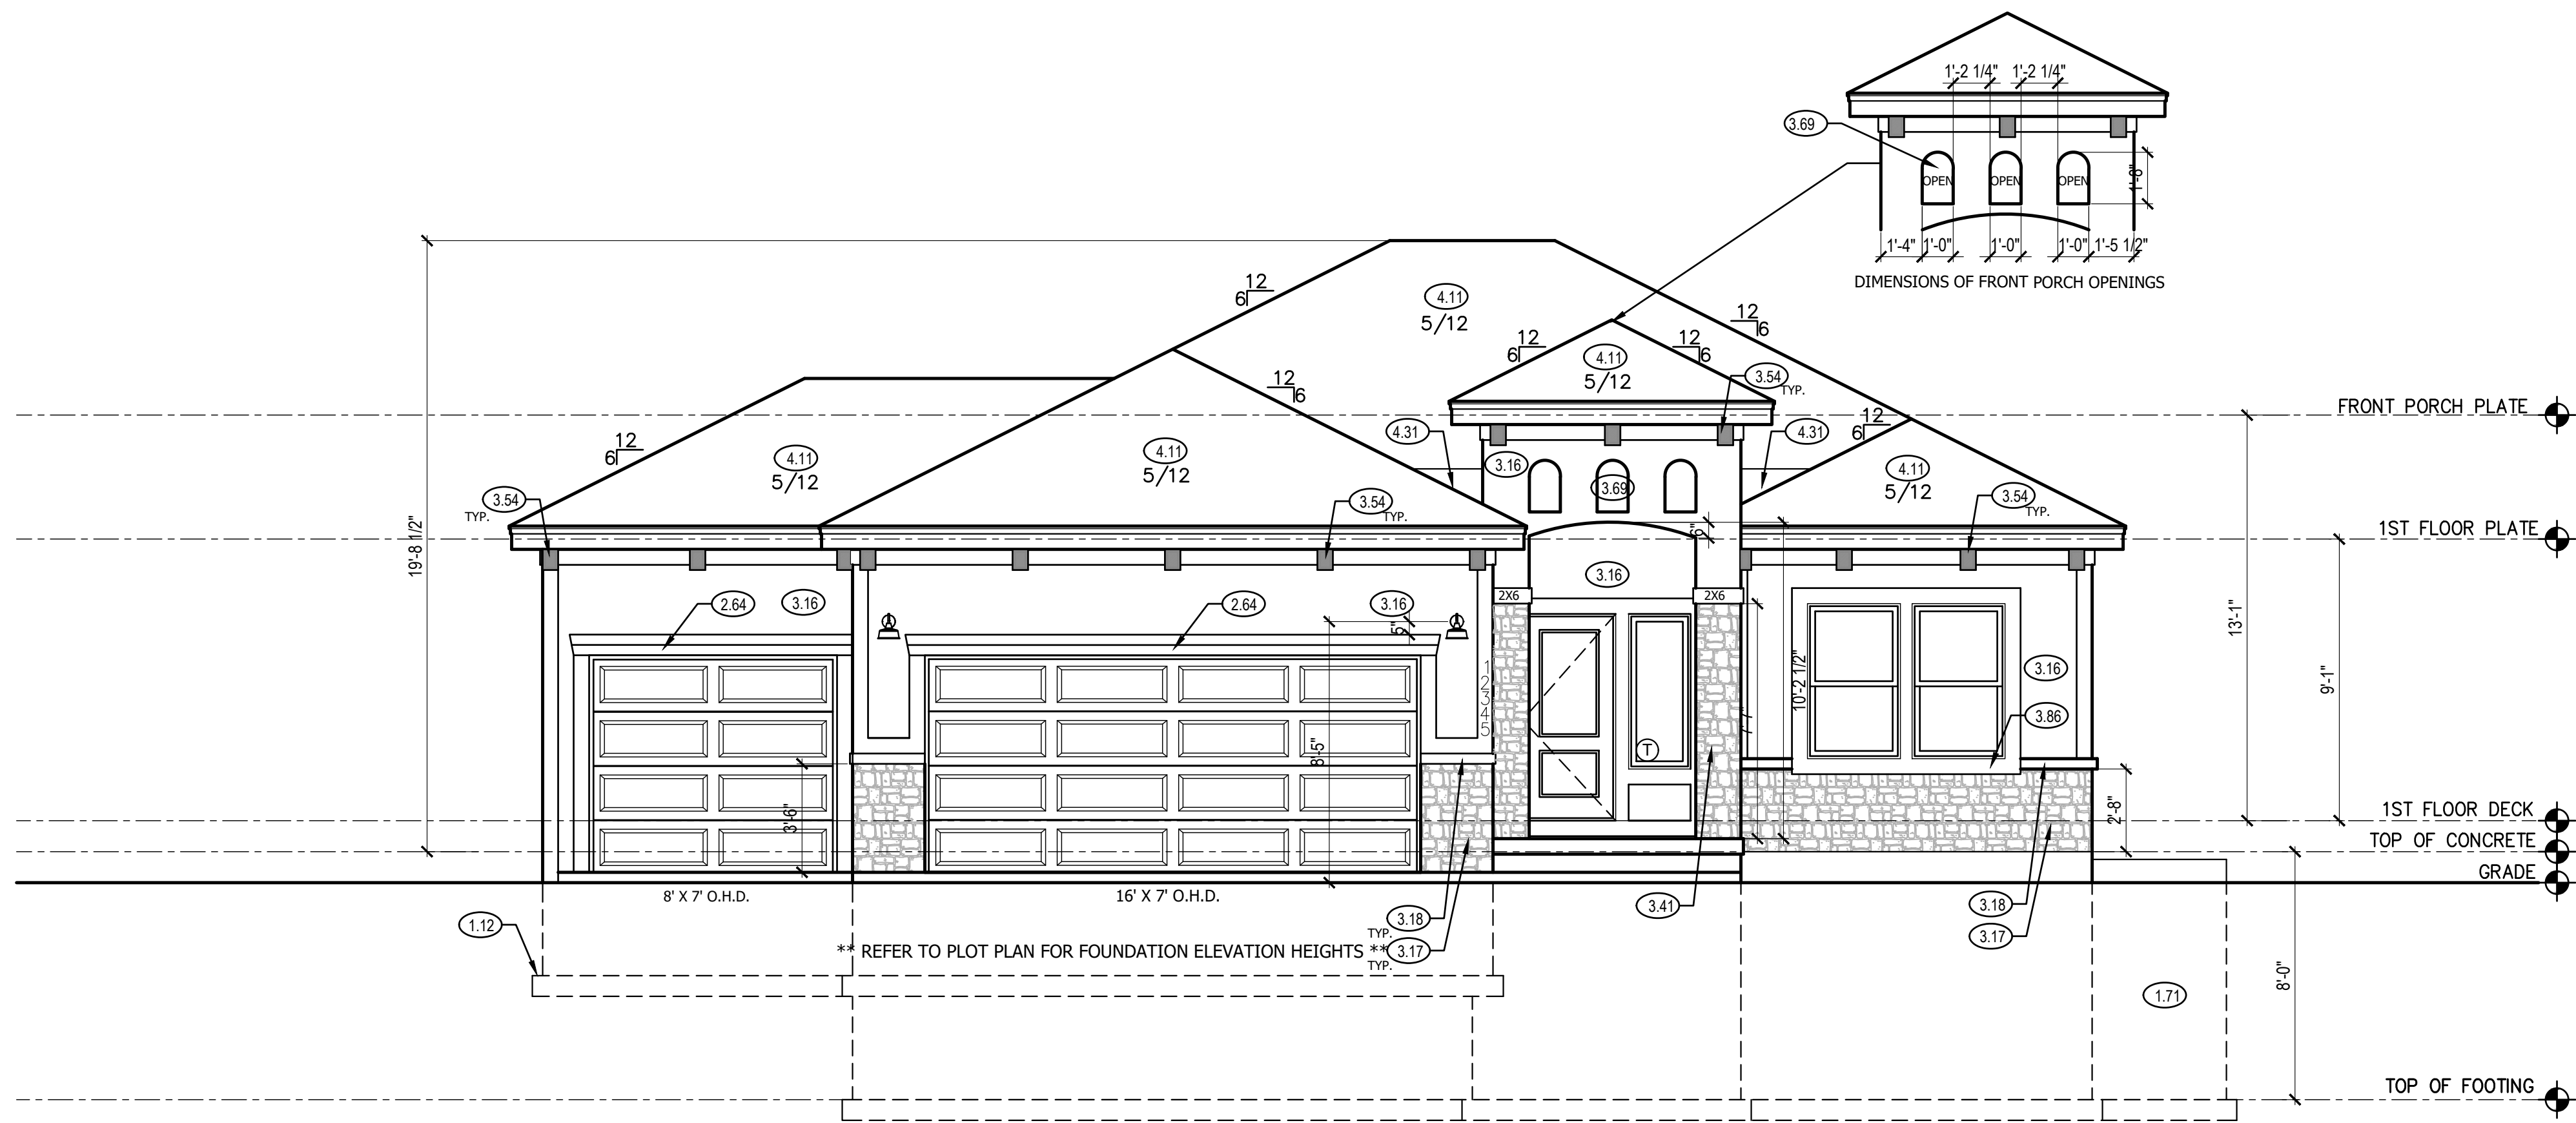 1'-2 1/4" 1'-2 1/4"
3.69
OPEN OPEN OPEN
1'-8"
1'-4" 1'-0" 1'-0" 1'-0" 1'-5 1/2"
DIMENSIONS OF FRONT PORCH OPENINGS
12
6
4.11
5/12
12
6
12
6
4.11
5/12
12
6
3.54
TYP.
12
6
FRONT PORCH PLATE
4.31
4.31
12
6
12
6
4.11
5/12
4.11
5/12
3.16
3.69
4.11
5/12
3.54
TYP.
3.54
TYP.
3.54
TYP.
19'-8 1/2"
6"
1ST FLOOR PLATE
3.16
2.64
3.16
2.64
3.16
5"
2X6
2X6
13'-1"
9'-1"
1
2
3
4
5
10'-2 1/2"
3.16
3.86
8'-5"
T
3'-6"
2'-8"
1ST FLOOR DECK
TOP OF CONCRETE
GRADE
8' X 7' O.H.D.
16' X 7' O.H.D.
1.12
3.18
TYP.
3.41
3.18
** REFER TO PLOT PLAN FOR FOUNDATION ELEVATION HEIGHTS **
3.17
TYP.
3.17
8'-0"
1.71
TOP OF FOOTING